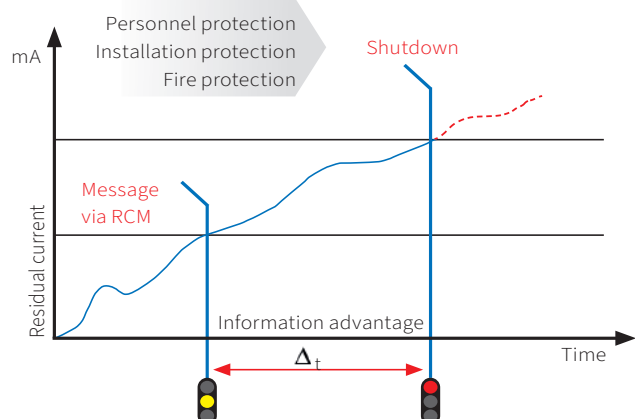 Personnel protection
Installation protection
Fire protection
mA
Shutdown
Message
via RCM
Residual current
Information advantage
Time
Δt